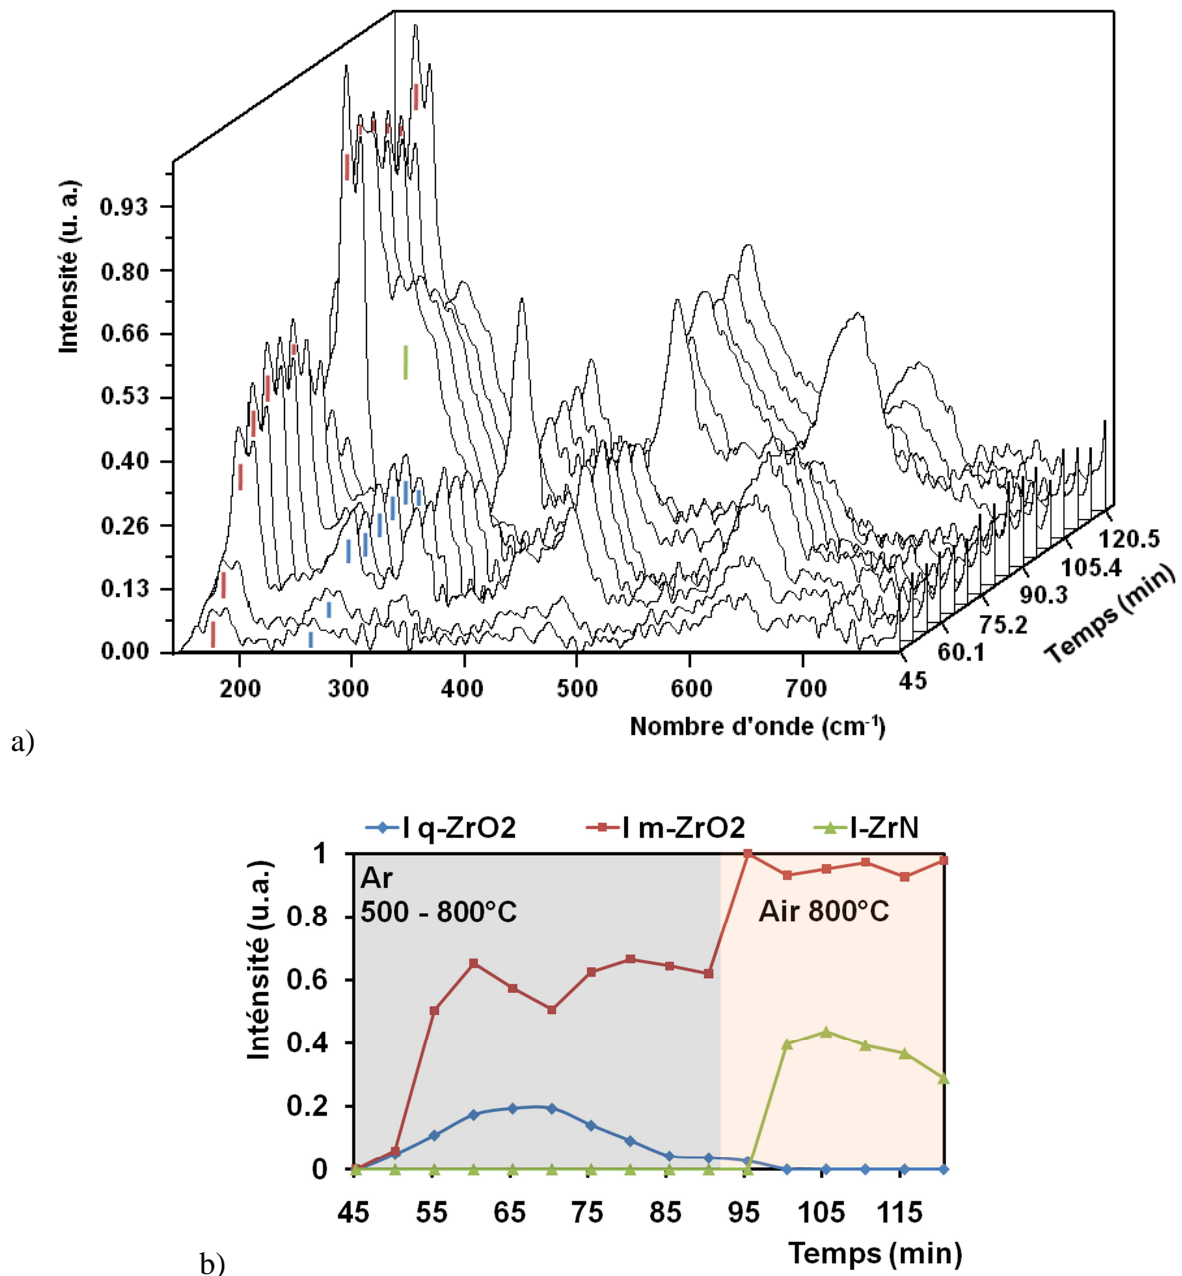 Intensité (u. a.)
0.93
0.80
0.66
0.53
0.40
0.26
0.13
0.00
200 300 400 500 600 700
Nombre d'onde (cm-1)
45
60.1
75.2
90.3
105.4
120.5
Temps (min)
a)
I q-ZrO2 I m-ZrO2 I-ZrN
Inténsité (u.a.)
1
0.8
0.6
0.4
0.2
0
Ar
500 - 800°C
Air 800°C
45 55 65 75 85 95 105 115
Temps (min)
b)